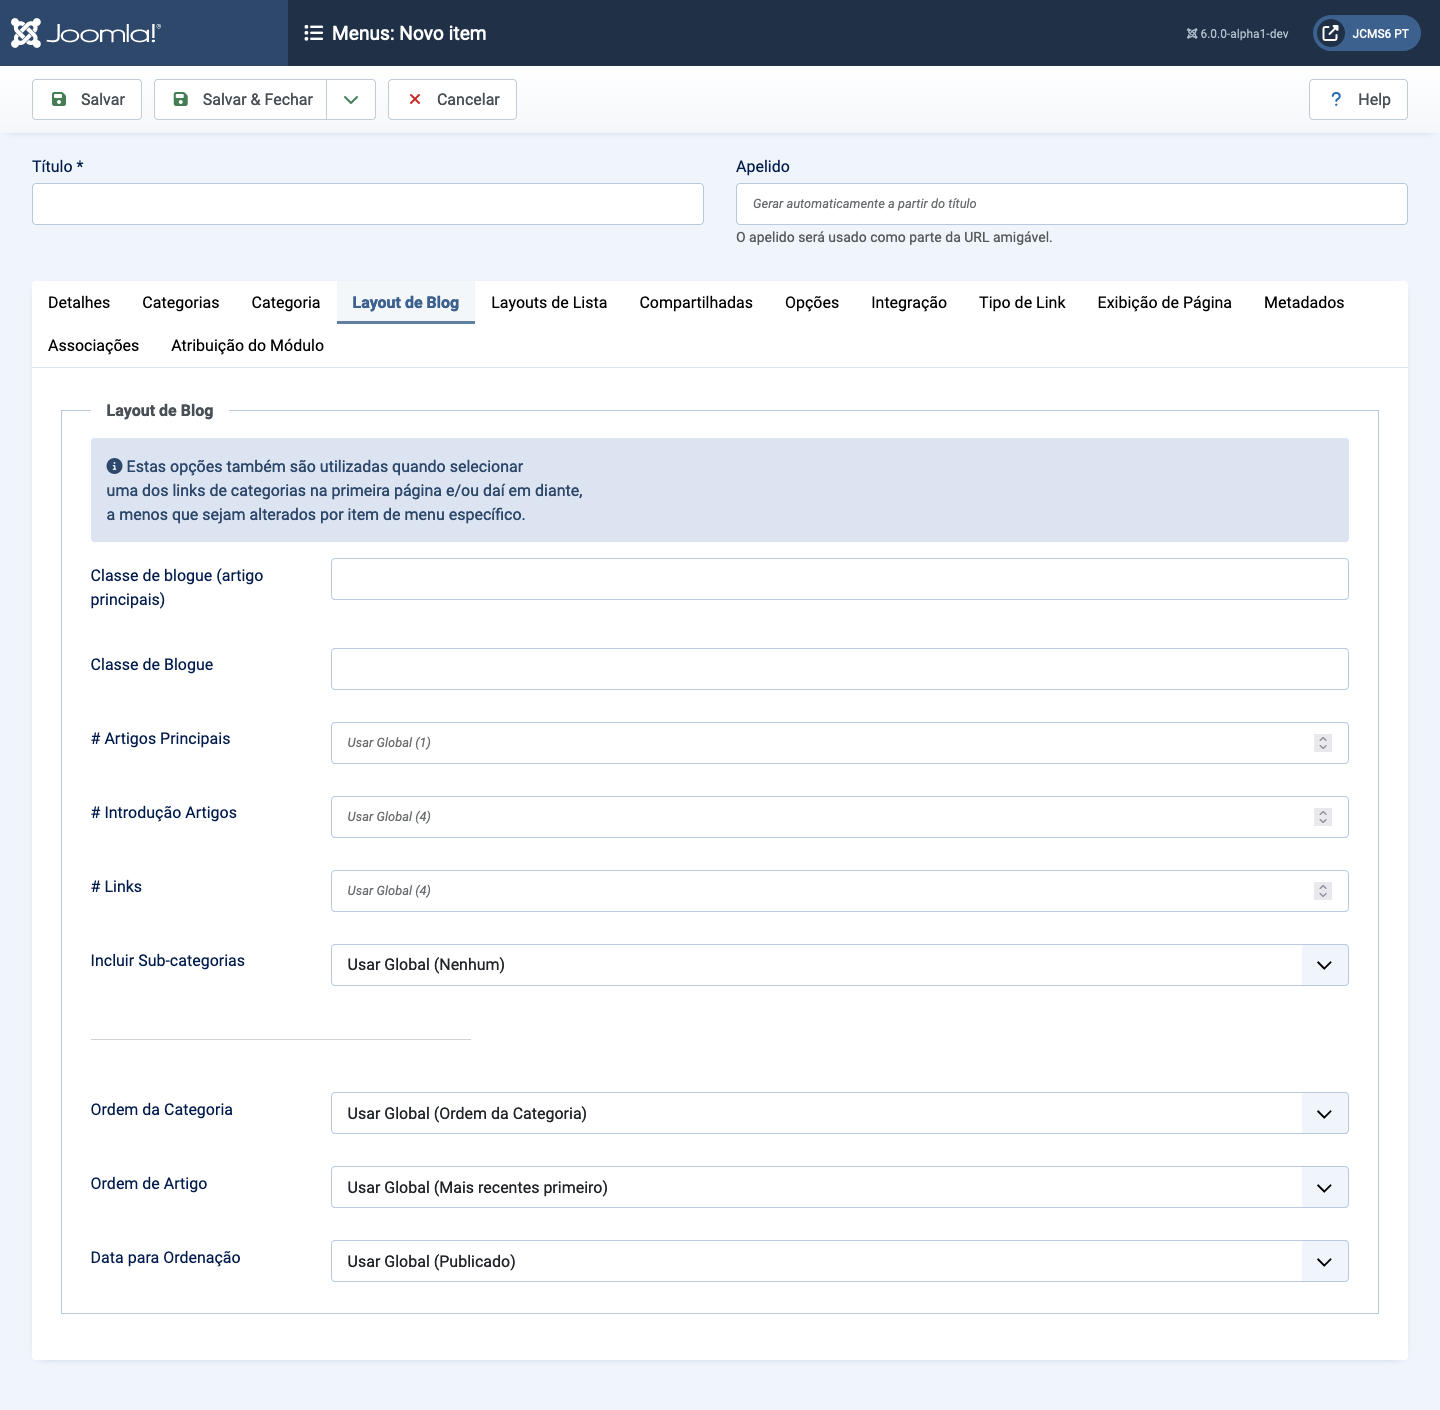 Joomla!®
Menus: Novo item
6.0.0-alpha1-dev
JCMS6 PT
Salvar
Salvar & Fechar
Cancelar
? Help
Título *
Apelido
Gerar automaticamente a partir do título
O apelido será usado como parte da URL amigável.
Detalhes Categorias Categoria Layout de Blog Layouts de Lista Compartilhadas Opções Integração Tipo de Link Exibição de Página Metadados
Associações Atribuição do Módulo
Layout de Blog
Estas opções também são utilizadas quando selecionar
uma dos links de categorias na primeira página e/ou daí em diante,
a menos que sejam alterados por item de menu específico.
Classe de blogue (artigo
principais)
Classe de Blogue
# Artigos Principais
Usar Global (1)
# Introdução Artigos
Usar Global (4)
# Links
Usar Global (4)
Incluir Sub-categorias
Usar Global (Nenhum)
Ordem da Categoria
Usar Global (Ordem da Categoria)
Ordem de Artigo
Usar Global (Mais recentes primeiro)
Data para Ordenação
Usar Global (Publicado)